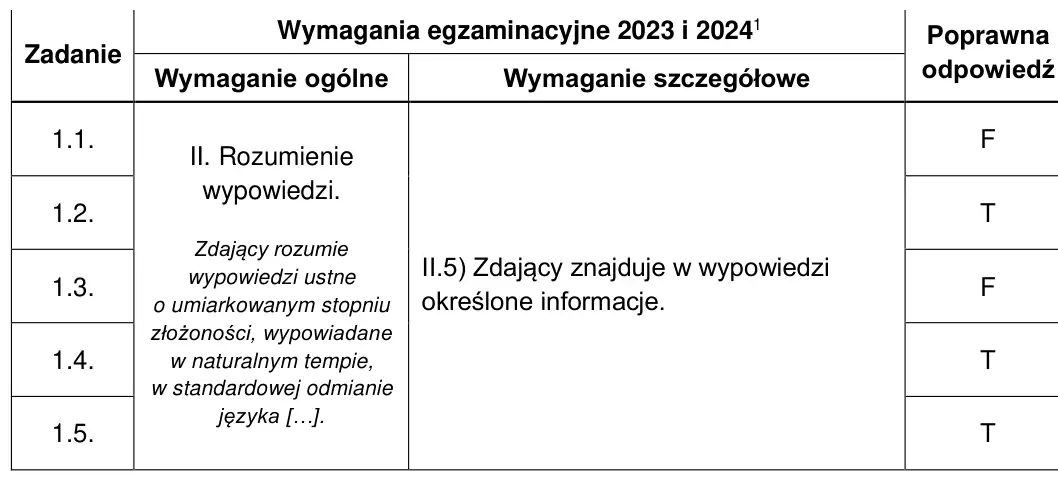 Zadanie
Wymagania egzaminacyjne 2023 i 2024¹
Poprawna
odpowiedź
Wymaganie ogólne
Wymaganie szczegółowe
1.1.
II. Rozumienie
wypowiedzi.
Zdający rozumie
wypowiedzi ustne
o umiarkowanym stopniu
złożoności, wypowiadane
w naturalnym tempie,
w standardowej odmianie
języka […].
II.5) Zdający znajduje w wypowiedzi
określone informacje.
F
1.2.
T
1.3.
F
1.4.
T
1.5.
T